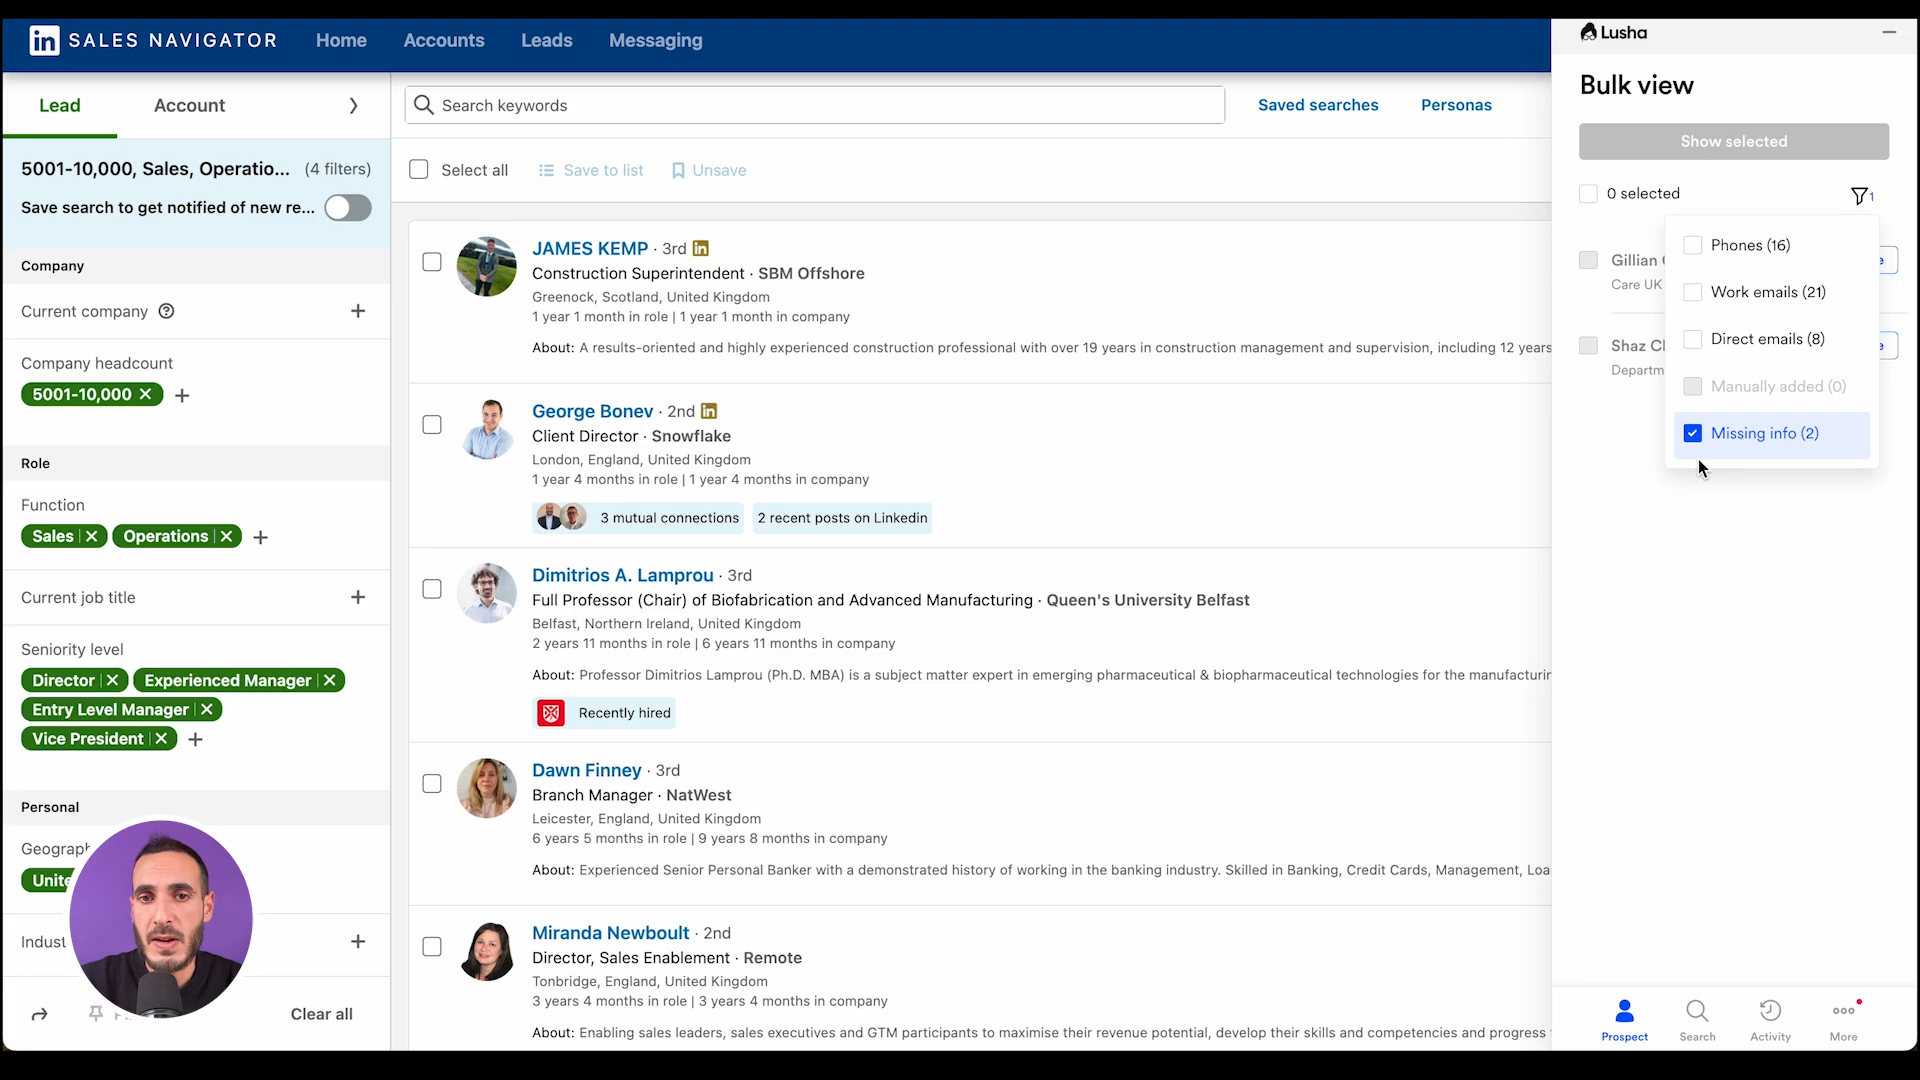 in SALES NAVIGATOR
Home
Accounts
Leads
Messaging
Lead
Account
5001-10,000, Sales, Operatio... (4 filters)
Save search to get notified of new re...
Company
Current company
Company headcount
5001-10,000
Role
Function
Sales
Operations
Current job title
Seniority level
Director
Experienced Manager
Entry Level Manager
Vice President
Personal
Clear all
Search keywords
Saved searches
Personas
Select all
Save to list
Unsave
JAMES KEMP · 3rd in
Construction Superintendent · SBM Offshore
Greenock, Scotland, United Kingdom
1 year 1 month in role | 1 year 1 month in company
About: A results-oriented and highly experienced construction professional with over 19 years in construction management and supervision, including 12 years
George Bonev · 2nd in
Client Director · Snowflake
London, England, United Kingdom
1 year 4 months in role | 1 year 4 months in company
3 mutual connections
2 recent posts on Linkedin
Dimitrios A. Lamprou · 3rd
Full Professor (Chair) of Biofabrication and Advanced Manufacturing · Queen's University Belfast
Belfast, Northern Ireland, United Kingdom
2 years 11 months in role | 6 years 11 months in company
About: Professor Dimitrios Lamprou (Ph.D. MBA) is a subject matter expert in emerging pharmaceutical & biopharmaceutical technologies for the manufacturin
Recently hired
Dawn Finney · 3rd
Branch Manager · NatWest
Leicester, England, United Kingdom
6 years 5 months in role | 9 years 8 months in company
About: Experienced Senior Personal Banker with a demonstrated history of working in the banking industry. Skilled in Banking, Credit Cards, Management, Loa
Miranda Newboult · 2nd
Director, Sales Enablement · Remote
Tonbridge, England, United Kingdom
3 years 4 months in role | 3 years 4 months in company
About: Enabling sales leaders, sales executives and GTM participants to maximise their revenue potential, develop their skills and competencies and progress
Lusha
Bulk view
Show selected
0 selected
1
Gillian
Care UK
Shaz
Departm
Phones (16)
Work emails (21)
Direct emails (8)
Manually added (0)
Missing info (2)
Prospect
Search
Activity
More